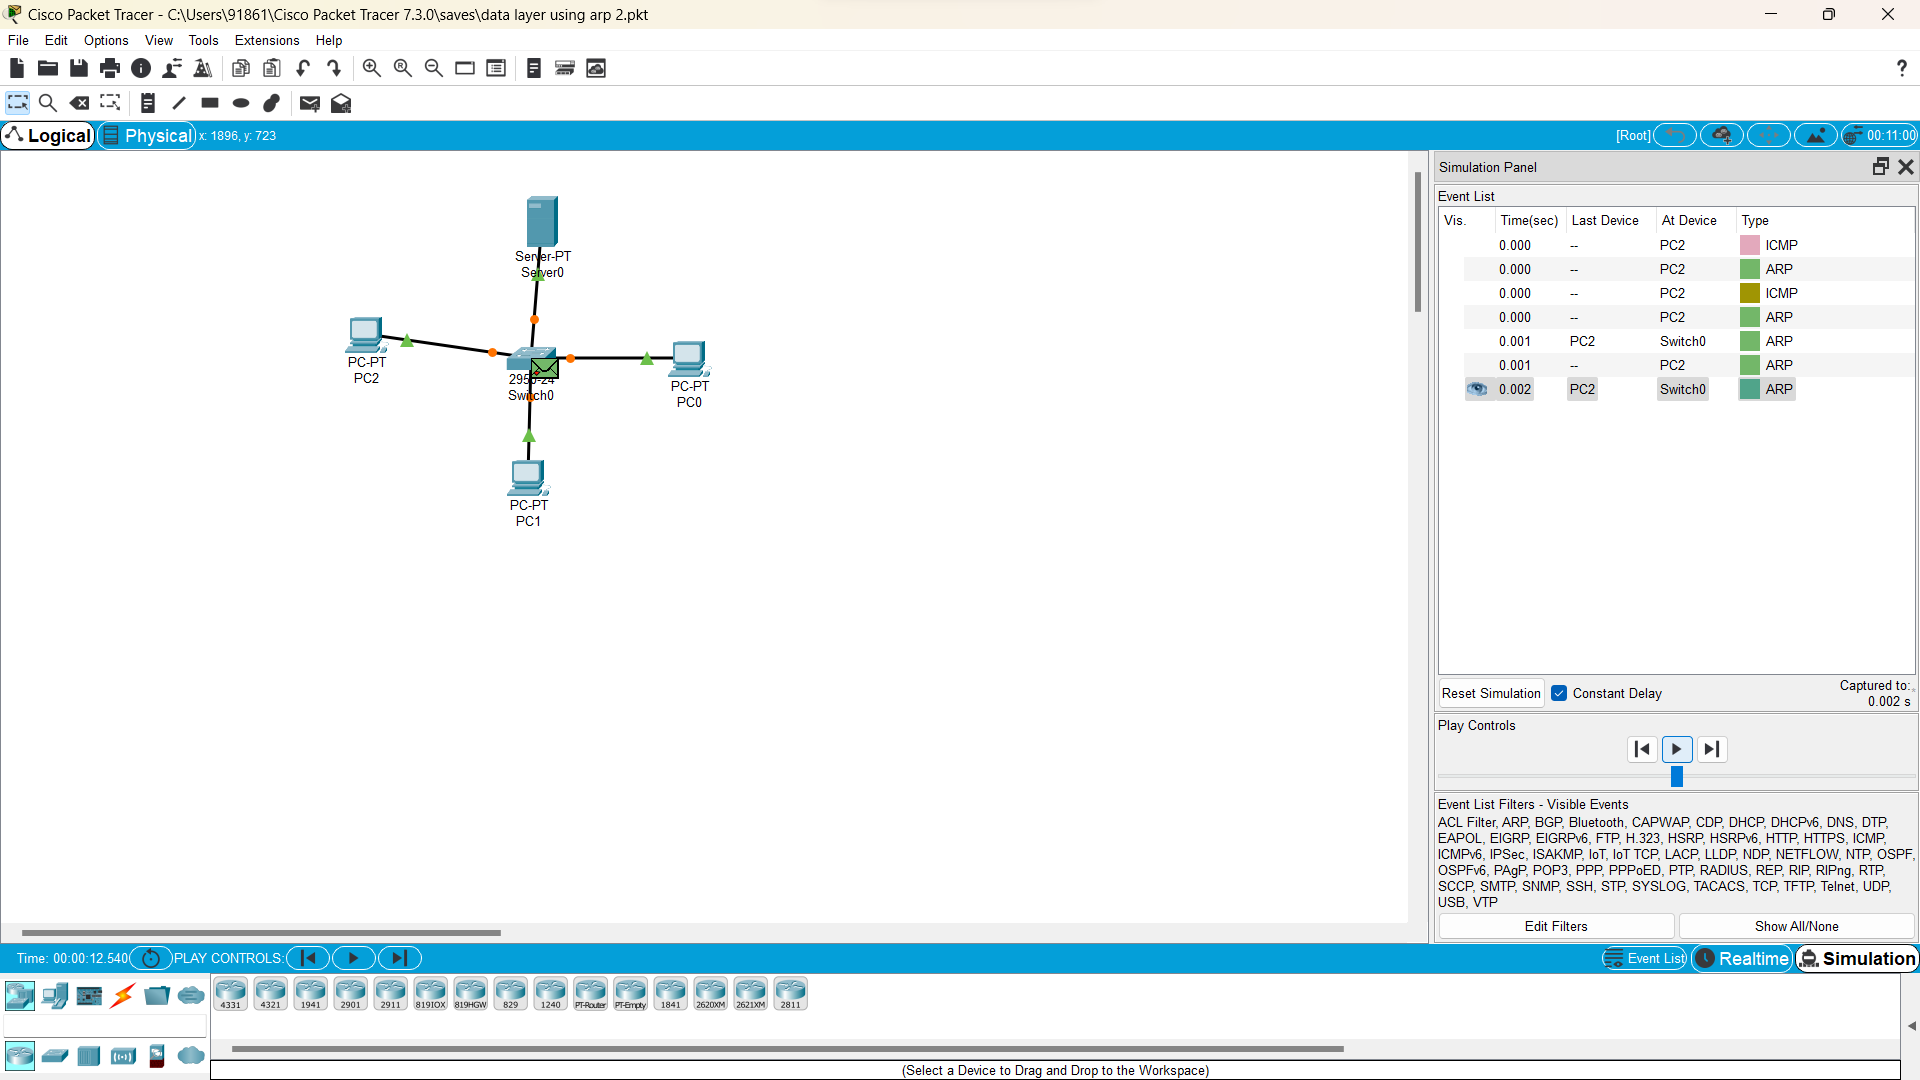 Cisco Packet Tracer - C:\Users\91861\Cisco Packet Tracer 7.3.0\saves\data layer using arp 2.pkt
File Edit Options View Tools Extensions Help
?
Logical Physical x: 1896, y: 723 [Root] 00:11:00
Server-PT
Server0
PC-PT
PC2
2950-24
Switch0
PC-PT
PC0
PC-PT
PC1
Simulation Panel
Event List
Vis. Time(sec) Last Device At Device Type
0.000 -- PC2 ICMP
0.000 -- PC2 ARP
0.000 -- PC2 ICMP
0.000 -- PC2 ARP
0.001 PC2 Switch0 ARP
0.001 -- PC2 ARP
0.002 PC2 Switch0 ARP
Reset Simulation Constant Delay Captured to:
0.002 s
Play Controls
Event List Filters - Visible Events
ACL Filter, ARP, BGP, Bluetooth, CAPWAP, CDP, DHCP, DHCPv6, DNS, DTP,
EAPOL, EIGRP, EIGRPv6, FTP, H.323, HSRP, HSRPv6, HTTP, HTTPS, ICMP,
ICMPv6, IPSec, ISAKMP, IoT, IoT TCP, LACP, LLDP, NDP, NETFLOW, NTP, OSPF,
OSPFv6, PAgP, POP3, PPP, PPPoED, PTP, RADIUS, REP, RIP, RIPng, RTP,
SCCP, SMTP, SNMP, SSH, STP, SYSLOG, TACACS, TCP, TFTP, Telnet, UDP,
USB, VTP
Edit Filters Show All/None
Time: 00:00:12.540 PLAY CONTROLS: Event List Realtime Simulation
4331 4321 1941 2901 2911 819IOX 819HGW 829 1240 PT-Router PT-Empty 1841 2620XM 2621XM 2811
(Select a Device to Drag and Drop to the Workspace)